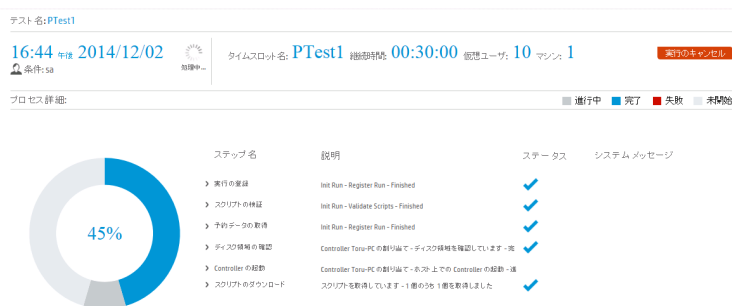 テスト名: PTest1
16:44 午後 2014/12/02
条件: sa
処理中...
タイムスロット名: PTest1 継続時間: 00:30:00 仮想ユーザ: 10 マシン: 1
実行のキャンセル
プロセス詳細:
進行中 完了 失敗 未開始
ステップ名 説明 ステータス システム メッセージ
実行の登録 Init Run - Register Run - Finished
スクリプトの検証 Init Run - Validate Scripts - Finished
予約データの取得 Init Run - Register Run - Finished
ディスク領域の確認 Controller Toru-PC の割り当て - ディスク領域を確認しています - 完
Controller の起動 Controller Toru-PC の割り当て - ホスト上での Controller の起動 - 進
スクリプトのダウンロード スクリプトを取得しています - 1 個のうち 1 個を取得しました
45%